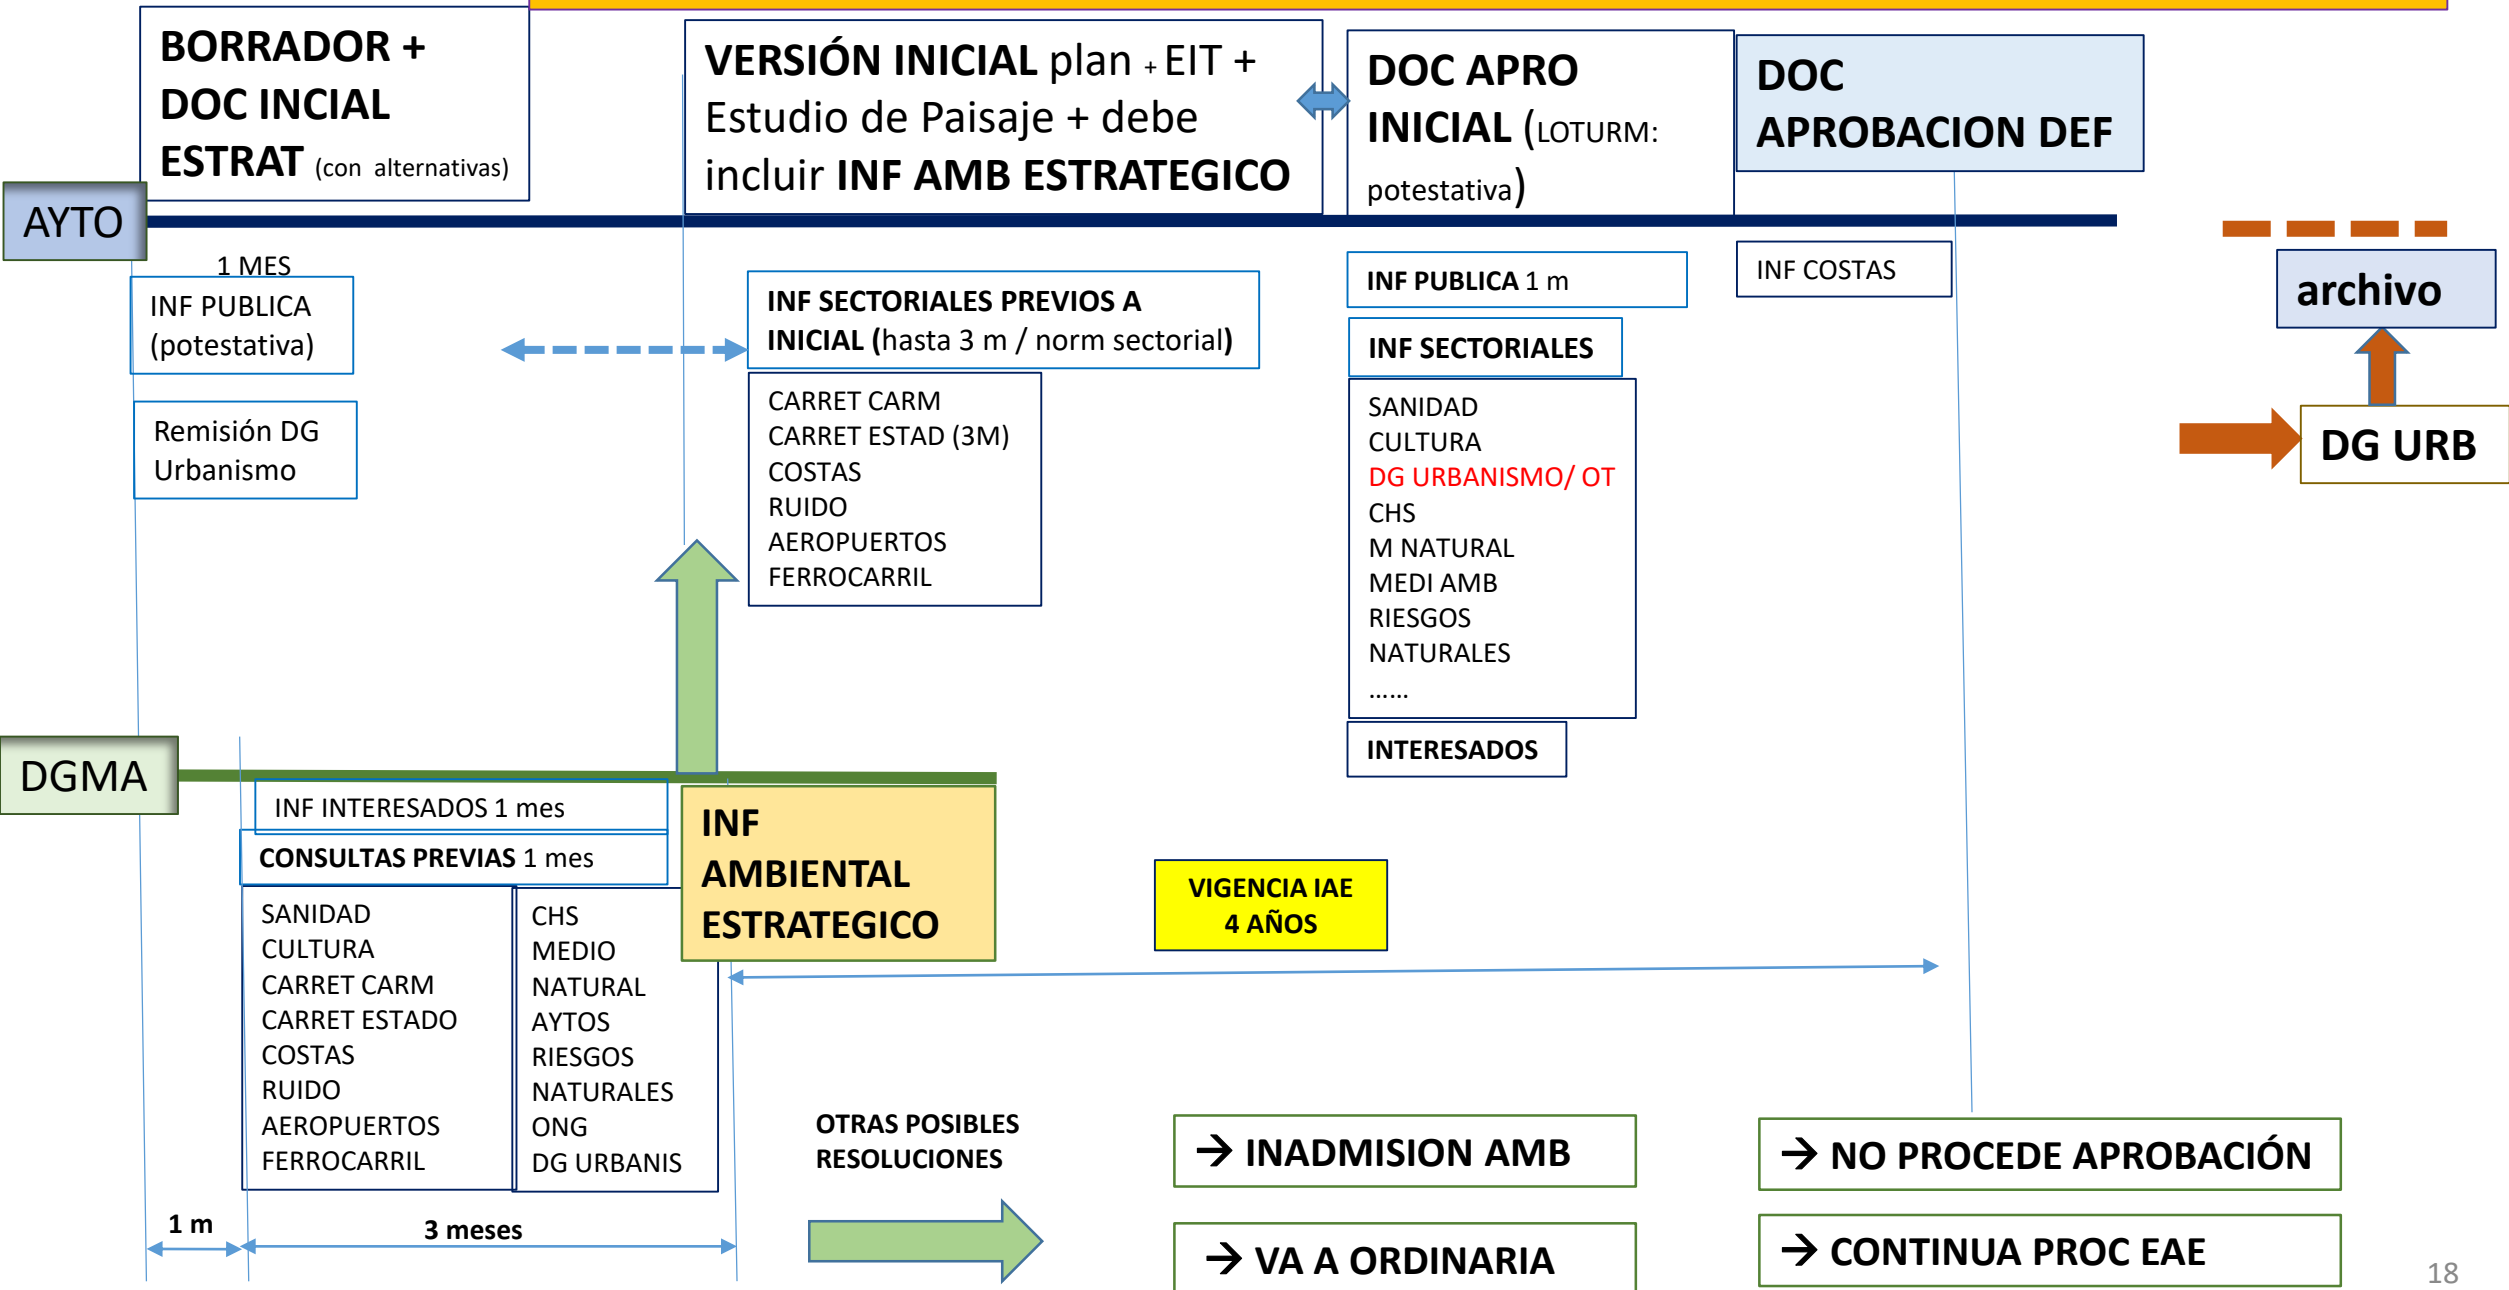 BORRADOR +
DOC INCIAL
ESTRAT (con alternativas)
VERSIÓN INICIAL plan + EIT +
Estudio de Paisaje + debe
incluir INF AMB ESTRATEGICO
DOC APRO
INICIAL (LOTURM:
potestativa)
DOC
APROBACION DEF
AYTO
1 MES
INF PUBLICA
(potestativa)
Remisión DG
Urbanismo
INF SECTORIALES PREVIOS A
INICIAL (hasta 3 m / norm sectorial)
CARRET CARM
CARRET ESTAD (3M)
COSTAS
RUIDO
AEROPUERTOS
FERROCARRIL
INF PUBLICA 1 m
INF SECTORIALES
SANIDAD
CULTURA
DG URBANISMO/ OT
CHS
M NATURAL
MEDI AMB
RIESGOS
NATURALES
......
INTERESADOS
INF COSTAS
archivo
DG URB
DGMA
INF INTERESADOS 1 mes
CONSULTAS PREVIAS 1 mes
SANIDAD
CULTURA
CARRET CARM
CARRET ESTADO
COSTAS
RUIDO
AEROPUERTOS
FERROCARRIL
CHS
MEDIO
NATURAL
AYTOS
RIESGOS
NATURALES
ONG
DG URBANIS
INF
AMBIENTAL
ESTRATEGICO
VIGENCIA IAE
4 AÑOS
1 m
3 meses
OTRAS POSIBLES
RESOLUCIONES
→ INADMISION AMB
→ VA A ORDINARIA
→ NO PROCEDE APROBACIÓN
→ CONTINUA PROC EAE
18